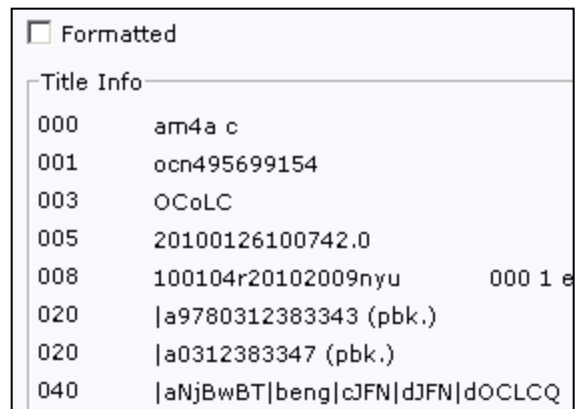 Formatted
Title Info
000 am4a c
001 ocn495699154
003 OCoLC
005 20100126100742.0
008 100104r20102009nyu 000 1 e
020 |a9780312383343 (pbk.)
020 |a0312383347 (pbk.)
040 |aNjBwBT|beng|cJFN|dJFN|dOCLCQ